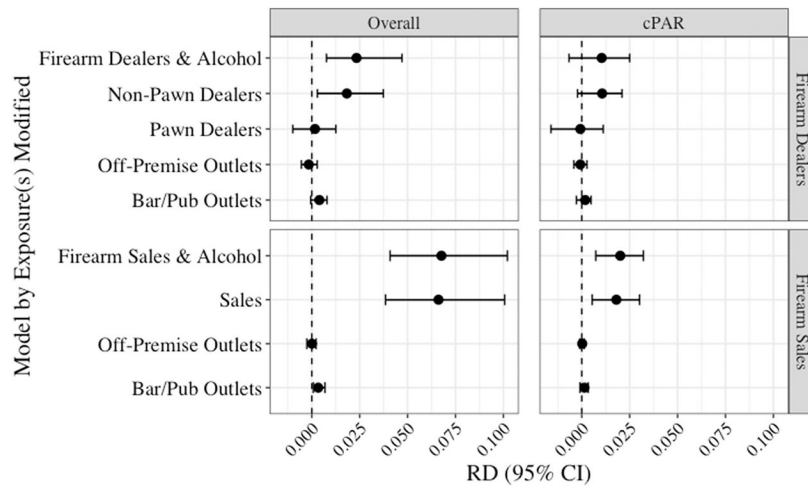 Overall
cPAR
Model by Exposure(s) Modified
Firearm Dealers & Alcohol
Non-Pawn Dealers
Pawn Dealers
Off-Premise Outlets
Bar/Pub Outlets
Firearm Dealers
Firearm Sales & Alcohol
Sales
Off-Premise Outlets
Bar/Pub Outlets
Firearm Sales
0.000 0.025 0.050 0.075 0.100 0.000 0.025 0.050 0.075 0.100
RD (95% CI)